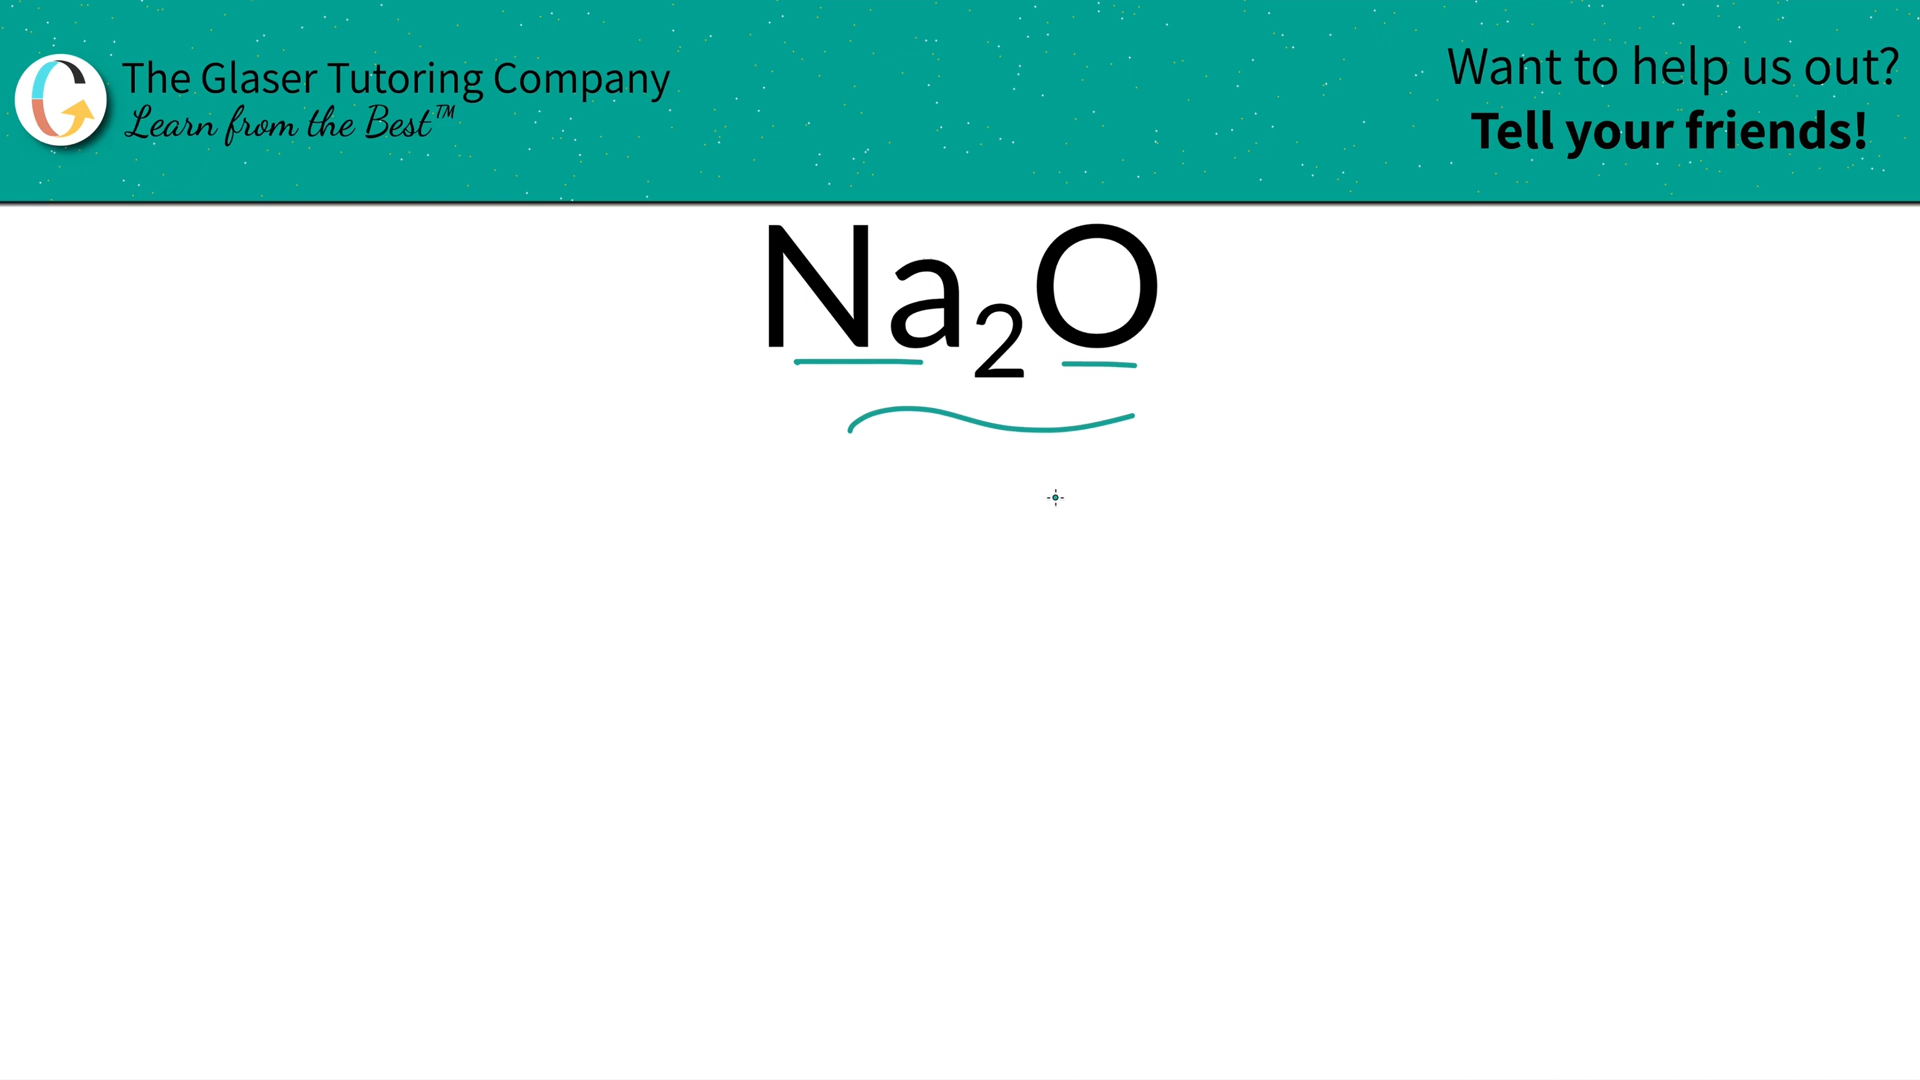 The Glaser Tutoring Company
Learn from the Best™
Want to help us out?
Tell your friends!
Na₂O